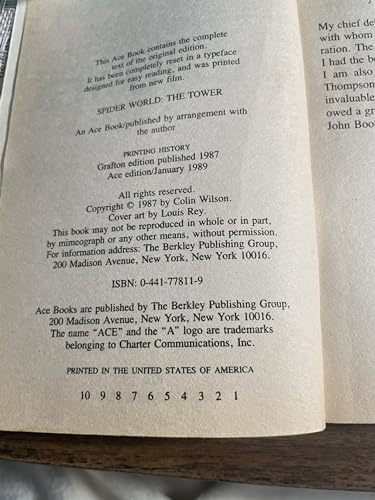 This Ace Book contains the complete
text of the original edition.
It has been completely reset in a typeface
designed for easy reading, and was printed
from new film.
SPIDER WORLD: THE TOWER
An Ace Book/published by arrangement with
the author
PRINTING HISTORY
Grafton edition published 1987
Ace edition/January 1989
All rights reserved.
Copyright © 1987 by Colin Wilson.
Cover art by Louis Rey.
This book may not be reproduced in whole or in part,
by mimeograph or any other means, without permission.
For information address: The Berkley Publishing Group,
200 Madison Avenue, New York, New York 10016.
ISBN: 0-441-77811-9
Ace Books are published by The Berkley Publishing Group,
200 Madison Avenue, New York, New York 10016.
The name "ACE" and the "A" logo are trademarks
belonging to Charter Communications, Inc.
PRINTED IN THE UNITED STATES OF AMERICA
10 9 8 7 6 5 4 3 2 1
My chief de
with whom
ration. The
I had the b
I am also
Thompson
invaluable
owed a gr
John Boo